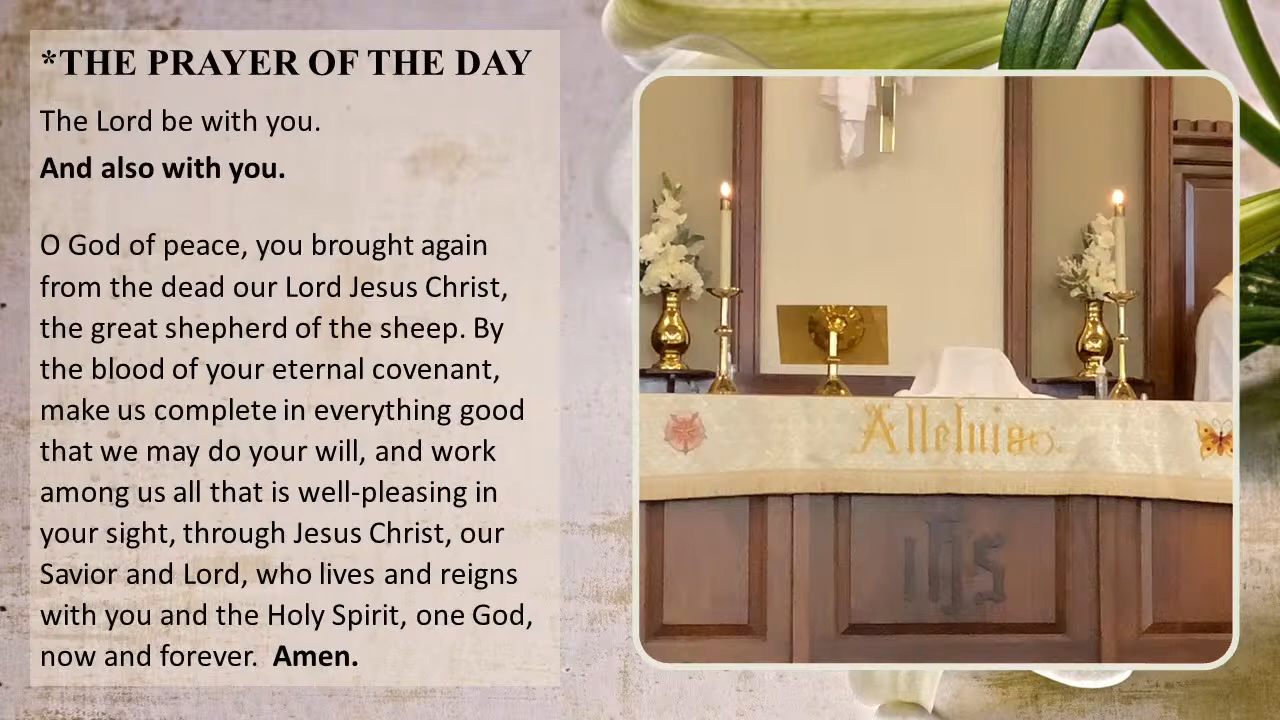 *THE PRAYER OF THE DAY
The Lord be with you.
And also with you.
O God of peace, you brought again
from the dead our Lord Jesus Christ,
the great shepherd of the sheep. By
the blood of your eternal covenant,
make us complete in everything good
that we may do your will, and work
among us all that is well-pleasing in
your sight, through Jesus Christ, our
Savior and Lord, who lives and reigns
with you and the Holy Spirit, one God,
now and forever. Amen.
Alleluia
IHS